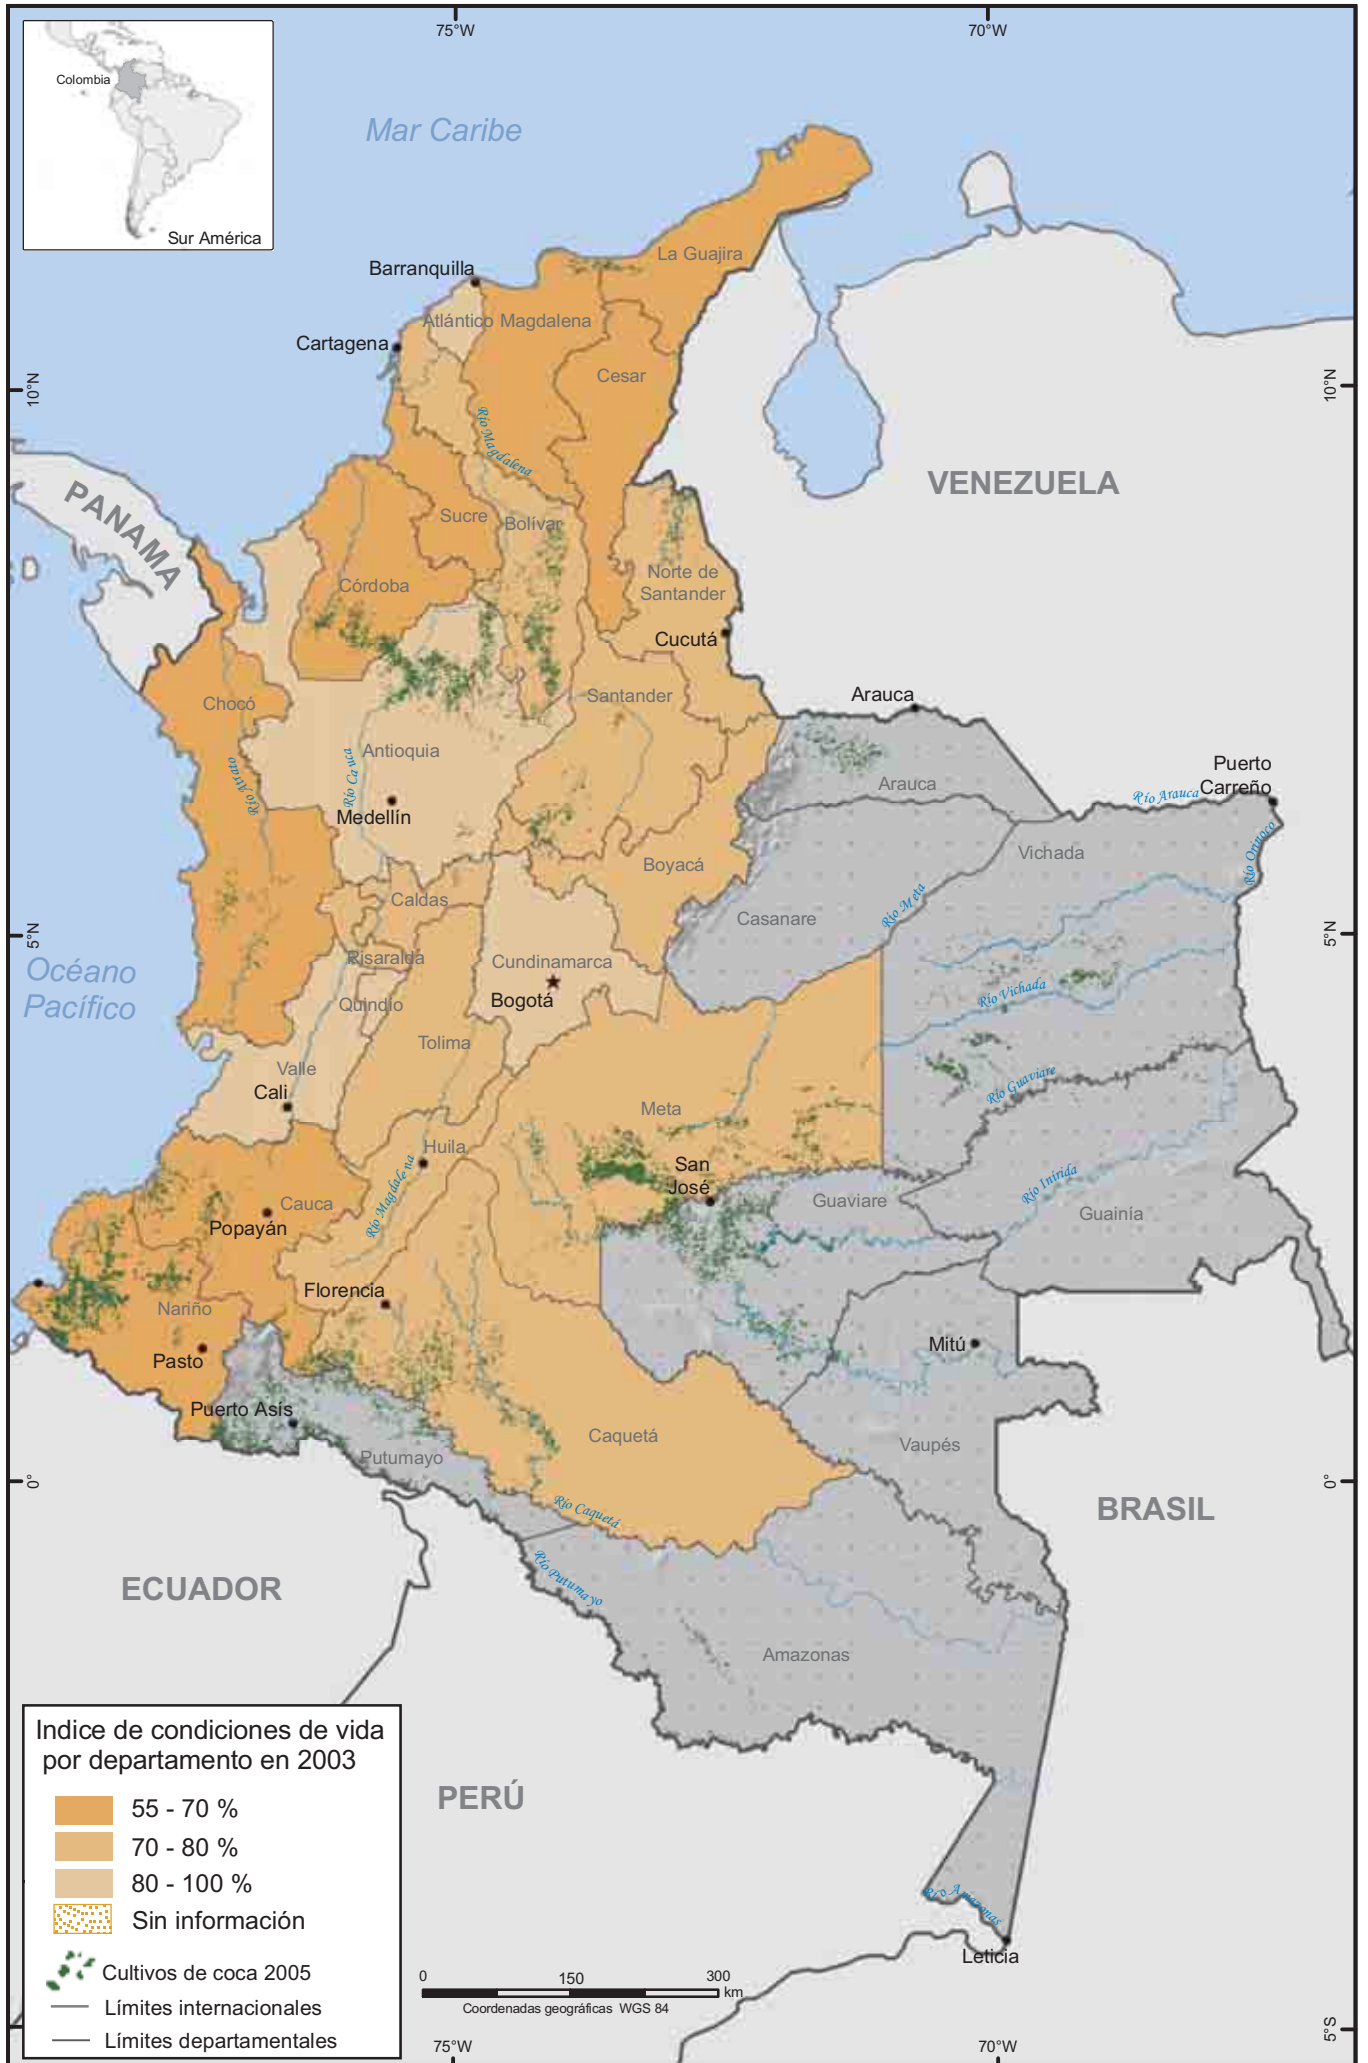 75°W
70°W
Colombia
Sur América
Mar Caribe
La Guajira
Barranquilla
Atlántico
Magdalena
Cartagena
Cesar
10°N
10°N
Río Magdalena
VENEZUELA
PANAMA
Sucre
Bolívar
Córdoba
Norte de
Santander
Cucutá
Santander
Arauca
Chocó
Antioquia
Río Cauca
Río Atrato
Medellín
Arauca
Puerto
Carreño
Río Arauca
Río Orinoco
Vichada
Boyacá
Caldas
Casanare
Río Meta
5°N
5°N
Océano
Pacífico
Risaralda
Cundinamarca
Bogotá
Quindío
Río Vichada
Tolima
Valle
Cali
Río Guaviare
Meta
Huila
San
José
Río Magdalena
Cauca
Popayán
Guaviare
Río Inírida
Guainía
Florencia
Nariño
Pasto
Mitú
Puerto Asís
Putumayo
Caquetá
Vaupés
0°
0°
Río Caquetá
BRASIL
ECUADOR
Río Putumayo
Amazonas
Indice de condiciones de vida
por departamento en 2003
55 - 70 %
70 - 80 %
80 - 100 %
Sin información
Cultivos de coca 2005
Límites internacionales
Límites departamentales
PERÚ
Río Amazonas
Leticia
0
150
300
km
Coordenadas geográficas WGS 84
5°S
75°W
70°W